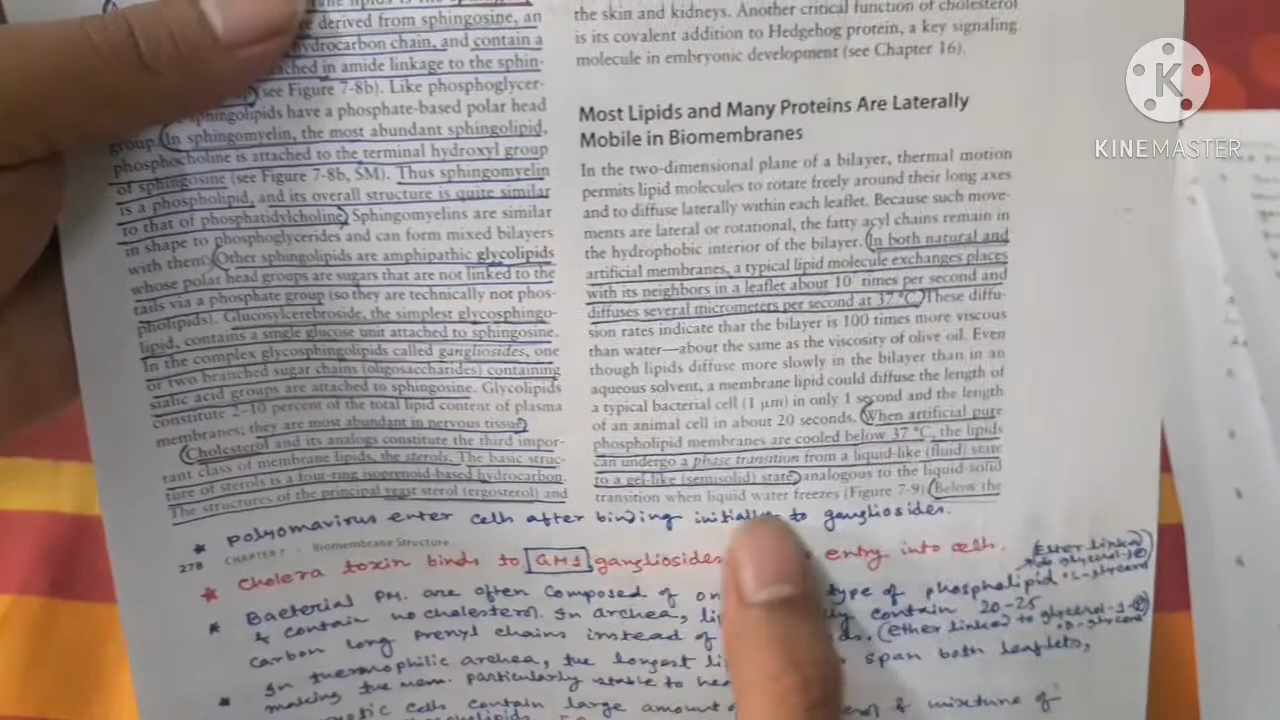 derived from sphingosine, an
hydrocarbon chain, and contain a
ached in amide linkage to the sphin-
(see Figure 7-8b). Like phosphoglycer-
sphingolipids have a phosphate-based polar head
group. In sphingomyelin, the most abundant sphingolipid,
phosphocholine is attached to the terminal hydroxyl group
of sphingosine (see Figure 7-8b, SM). Thus sphingomyelin
is a phospholipid, and its overall structure is quite similar
to that of phosphatidylcholine. Sphingomyelins are similar
in shape to phosphoglycerides and can form mixed bilayers
with them. Other sphingolipids are amphipathic glycolipids
whose polar head groups are sugars that are not linked to the
tails via a phosphate group (so they are technically not phos-
pholipids). Glucosylcerebroside, the simplest glycosphingo-
lipid, contains a single glucose unit attached to sphingosine.
In the complex glycosphingolipids called gangliosides, one
or two branched sugar chains (oligosaccharides) containing
sialic acid groups are attached to sphingosine. Glycolipids
constitute 2–10 percent of the total lipid content of plasma
membranes; they are most abundant in nervous tissue.
Cholesterol and its analogs constitute the third impor-
tant class of membrane lipids, the sterols. The basic struc-
ture of sterols is a four-ring isoprenoid-based hydrocarbon.
The structures of the principal yeast sterol (ergosterol) and
the skin and kidneys. Another critical function of cholesterol
is its covalent addition to Hedgehog protein, a key signaling
molecule in embryonic development (see Chapter 16).
Most Lipids and Many Proteins Are Laterally
Mobile in Biomembranes
In the two-dimensional plane of a bilayer, thermal motion
permits lipid molecules to rotate freely around their long axes
and to diffuse laterally within each leaflet. Because such move-
ments are lateral or rotational, the fatty acyl chains remain in
the hydrophobic interior of the bilayer. In both natural and
artificial membranes, a typical lipid molecule exchanges places
with its neighbors in a leaflet about 10⁷ times per second and
diffuses several micrometers per second at 37 °C. These diffu-
sion rates indicate that the bilayer is 100 times more viscous
than water—about the same as the viscosity of olive oil. Even
though lipids diffuse more slowly in the bilayer than in an
aqueous solvent, a membrane lipid could diffuse the length of
a typical bacterial cell (1 μm) in only 1 second and the length
of an animal cell in about 20 seconds. When artificial pure
phospholipid membranes are cooled below 37 °C, the lipids
can undergo a phase transition from a liquid-like (fluid) state
to a gel-like (semisolid) state, analogous to the liquid-solid
transition when liquid water freezes (Figure 7-9). Below the
* polyomavirus enter cells after binding initially to gangliosides.
278 CHAPTER 7 · Biomembrane Structure
* Cholera toxin binds to GM1 gangliosides entry into cell.
* Bacterial PM. are often composed of on type of phospholipid
& contain no cholesterol. In archea, li contain 20-25
carbon long prenyl chains instead of (ether linked to glycerol-1-P
Ester linked
to glycerol-3-P
L-glycerol
D-glycerol
* In thermophilic archea, the longest li span both leaflets,
making the mem. particularly stable to hea
otic cells contain large amount & mixture of
KINEMASTER